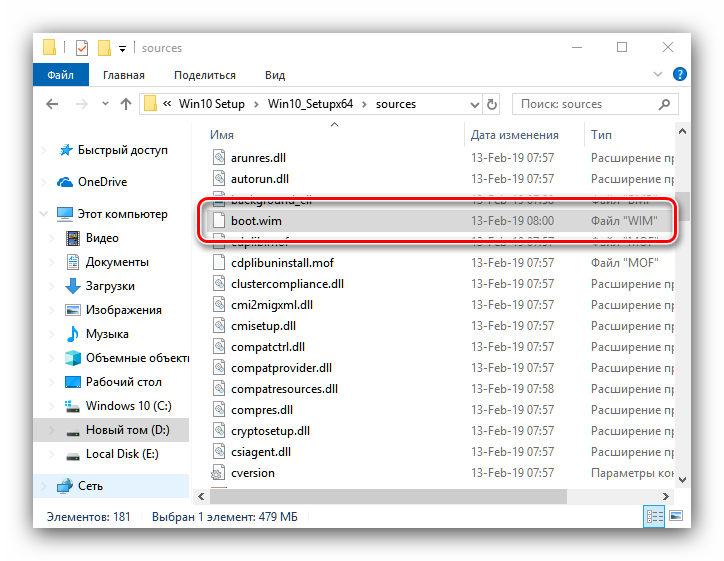 sources
Файл Главная Поделиться Вид
« Win10 Setup Win10_Setupx64 sources Поиск: sources
Имя Дата изменения Тип
Быстрый доступ
OneDrive
Этот компьютер
Видео
Документы
Загрузки
Изображения
Музыка
Объемные объекты
Рабочий стол
Windows 10 (C:)
Новый том (D:)
Local Disk (E:)
Сеть
arunres.dll 13-Feb-19 07:57 Расширение пр
autorun.dll 13-Feb-19 07:57 Расширение пр
background_cli
boot.wim 13-Feb-19 08:00 Файл "WIM"
cdplib.mof 13-Feb-19 07:57 Файл "MOF"
cdplibuninstall.mof 13-Feb-19 07:57 Файл "MOF"
clustercompliance.dll 13-Feb-19 07:57 Расширение пр
cmi2migxml.dll 13-Feb-19 07:57 Расширение пр
cmisetup.dll 13-Feb-19 07:57 Расширение пр
compatctrl.dll 13-Feb-19 07:57 Расширение пр
compatprovider.dll 13-Feb-19 07:57 Расширение пр
compatresources.dll 13-Feb-19 07:58 Расширение пр
compres.dll 13-Feb-19 07:57 Расширение пр
cryptosetup.dll 13-Feb-19 07:57 Расширение пр
csiagent.dll 13-Feb-19 07:57 Расширение пр
cversion 13-Feb-19 07:57 Параметры кон
Элементов: 181 Выбран 1 элемент: 479 МБ